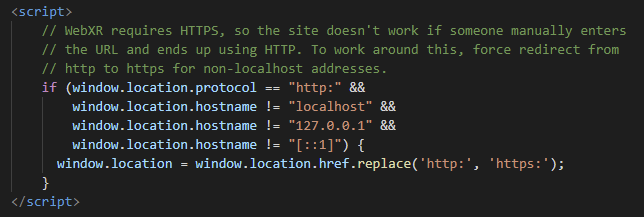 <script>
// WebXR requires HTTPS, so the site doesn't work if someone manually enters
// the URL and ends up using HTTP. To work around this, force redirect from
// http to https for non-localhost addresses.
if (window.location.protocol == "http:" &&
window.location.hostname != "localhost" &&
window.location.hostname != "127.0.0.1" &&
window.location.hostname != "[::1]") {
window.location = window.location.href.replace('http:', 'https:');
}
</script>